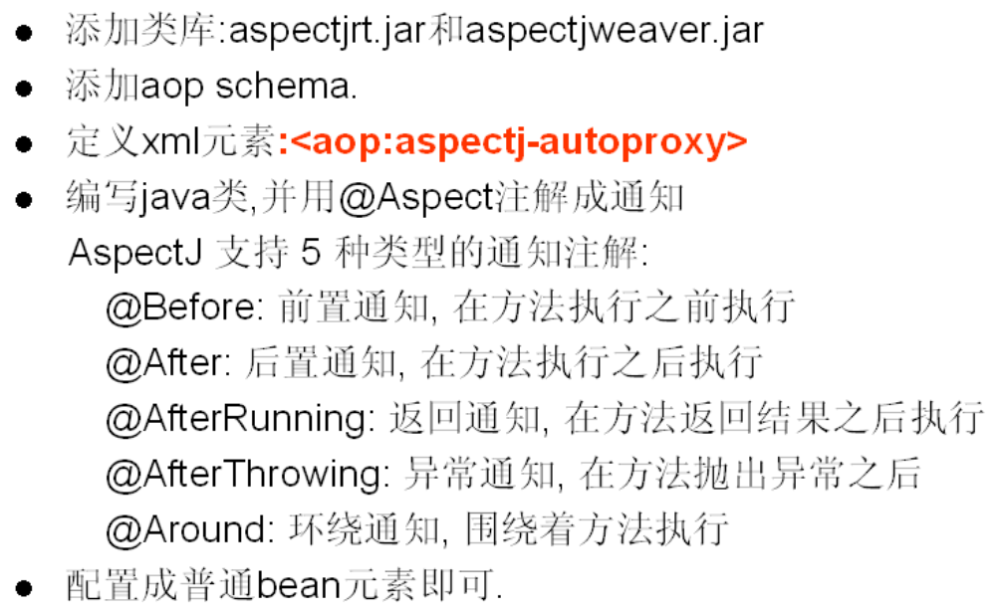 ● 添加类库:aspectjrt.jar和aspectjweaver.jar
● 添加aop schema.
● 定义xml元素:<aop:aspectj-autoproxy>
● 编写java类,并用@Aspect注解成通知
AspectJ 支持 5 种类型的通知注解:
@Before: 前置通知, 在方法执行之前执行
@After: 后置通知, 在方法执行之后执行
@AfterRunning: 返回通知, 在方法返回结果之后执行
@AfterThrowing: 异常通知, 在方法抛出异常之后
@Around: 环绕通知, 围绕着方法执行
● 配置成普通bean元素即可.